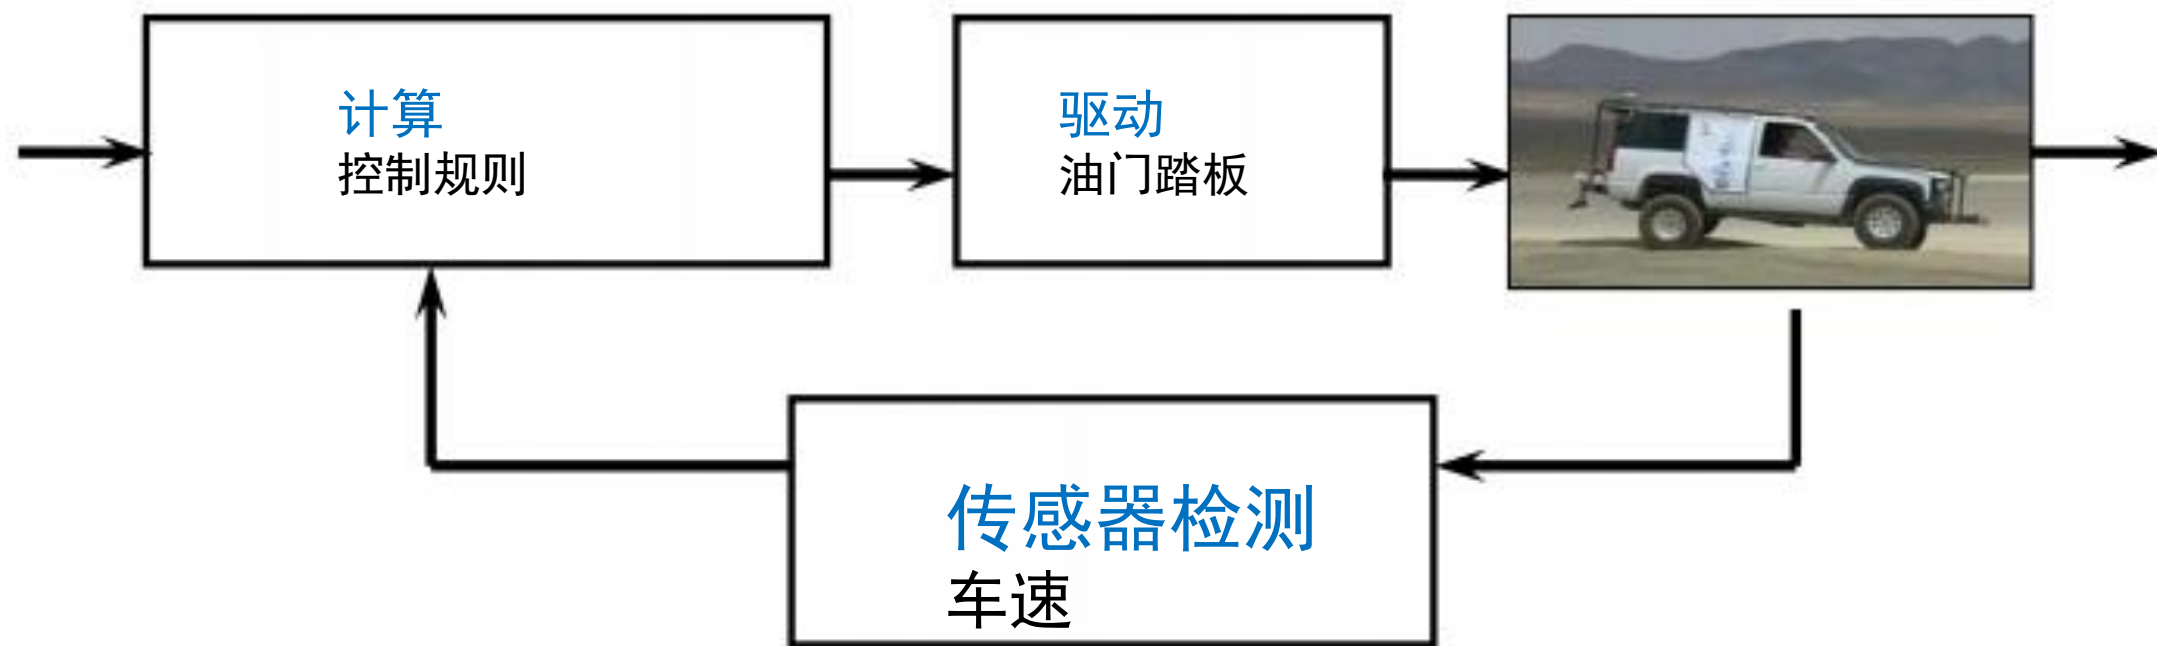 计算
控制规则
驱动
油门踏板
传感器检测
车速